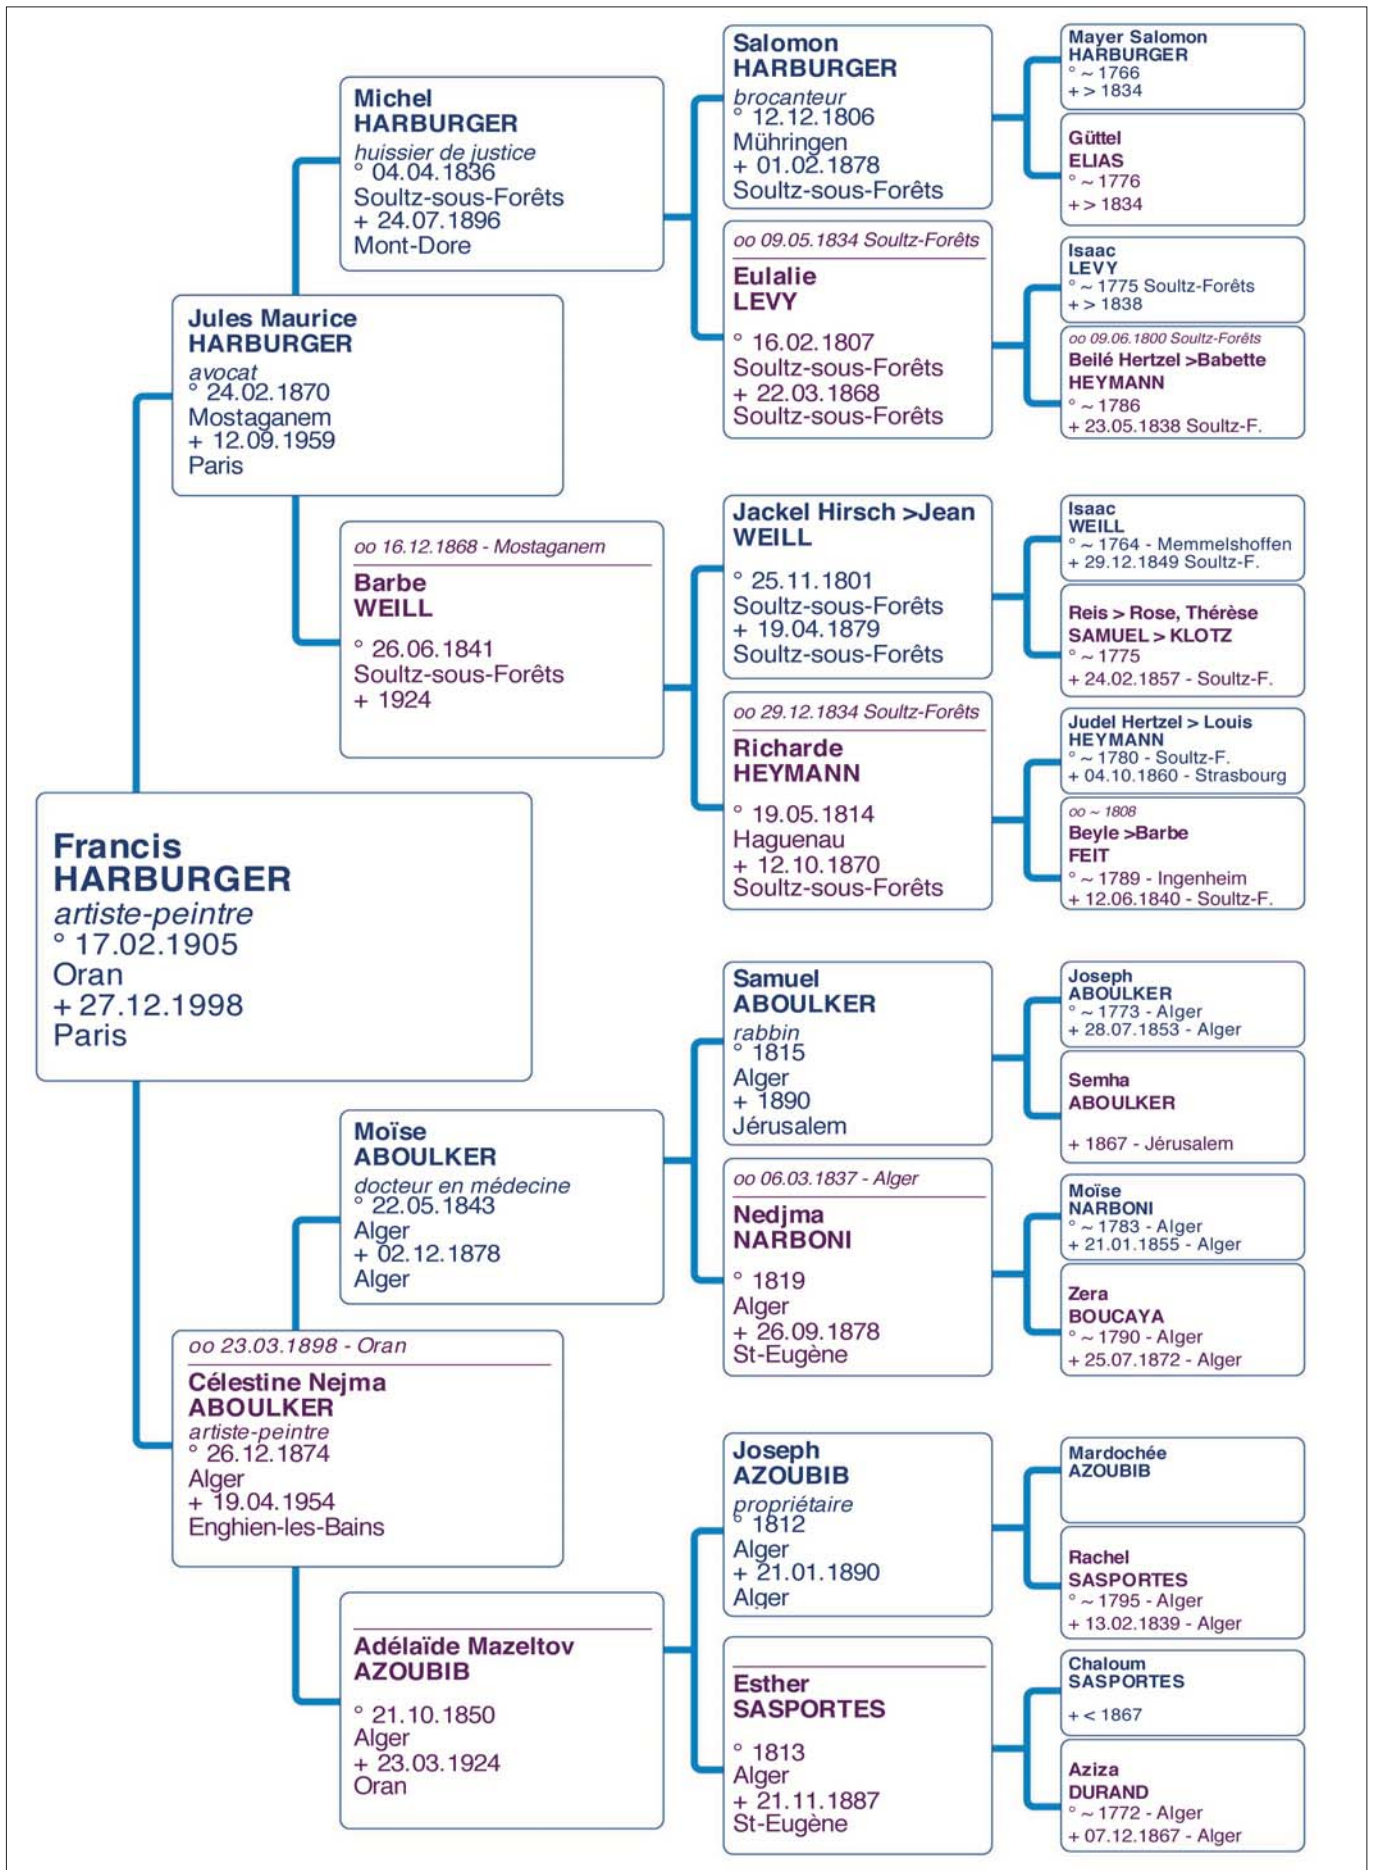 Francis
HARBURGER
artiste-peintre
° 17.02.1905
Oran
+ 27.12.1998
Paris
Jules Maurice
HARBURGER
avocat
° 24.02.1870
Mostaganem
+ 12.09.1959
Paris
oo 23.03.1898 - Oran
Célestine Nejma
ABOULKER
artiste-peintre
° 26.12.1874
Alger
+ 19.04.1954
Enghien-les-Bains
Michel
HARBURGER
huissier de justice
° 04.04.1836
Soultz-sous-Forêts
+ 24.07.1896
Mont-Dore
oo 16.12.1868 - Mostaganem
Barbe
WEILL
° 26.06.1841
Soultz-sous-Forêts
+ 1924
Moïse
ABOULKER
docteur en médecine
° 22.05.1843
Alger
+ 02.12.1878
Alger
Adélaïde Mazeltov
AZOUBIB
° 21.10.1850
Alger
+ 23.03.1924
Oran
Salomon
HARBURGER
brocanteur
° 12.12.1806
Mühringen
+ 01.02.1878
Soultz-sous-Forêts
oo 09.05.1834 Soultz-Forêts
Eulalie
LEVY
° 16.02.1807
Soultz-sous-Forêts
+ 22.03.1868
Soultz-sous-Forêts
Jackel Hirsch >Jean
WEILL
° 25.11.1801
Soultz-sous-Forêts
+ 19.04.1879
Soultz-sous-Forêts
oo 29.12.1834 Soultz-Forêts
Richarde
HEYMANN
° 19.05.1814
Haguenau
+ 12.10.1870
Soultz-sous-Forêts
Samuel
ABOULKER
rabbin
° 1815
Alger
+ 1890
Jérusalem
oo 06.03.1837 - Alger
Nedjma
NARBONI
° 1819
Alger
+ 26.09.1878
St-Eugène
Joseph
AZOUBIB
propriétaire
° 1812
Alger
+ 21.01.1890
Alger
Esther
SASPORTES
° 1813
Alger
+ 21.11.1887
St-Eugène
Mayer Salomon
HARBURGER
° ~ 1766
+ > 1834
Güttel
ELIAS
° ~ 1776
+ > 1834
Isaac
LEVY
° ~ 1775 Soultz-Forêts
+ > 1838
oo 09.06.1800 Soultz-Forêts
Beilé Hertzel >Babette
HEYMANN
° ~ 1786
+ 23.05.1838 Soultz-F.
Isaac
WEILL
° ~ 1764 - Memmelshoffen
+ 29.12.1849 Soultz-F.
Reis > Rose, Thérèse
SAMUEL > KLOTZ
° ~ 1775
+ 24.02.1857 - Soultz-F.
Judel Hertzel > Louis
HEYMANN
° ~ 1780 - Soultz-F.
+ 04.10.1860 - Strasbourg
oo ~ 1808
Beyle >Barbe
FEIT
° ~ 1789 - Ingenheim
+ 12.06.1840 - Soultz-F.
Joseph
ABOULKER
° ~ 1773 - Alger
+ 28.07.1853 - Alger
Semha
ABOULKER
+ 1867 - Jérusalem
Moïse
NARBONI
° ~ 1783 - Alger
+ 21.01.1855 - Alger
Zera
BOUCAYA
° ~ 1790 - Alger
+ 25.07.1872 - Alger
Mardochée
AZOUBIB
Rachel
SASPORTES
° ~ 1795 - Alger
+ 13.02.1839 - Alger
Chaloum
SASPORTES
+ < 1867
Aziza
DURAND
° ~ 1772 - Alger
+ 07.12.1867 - Alger